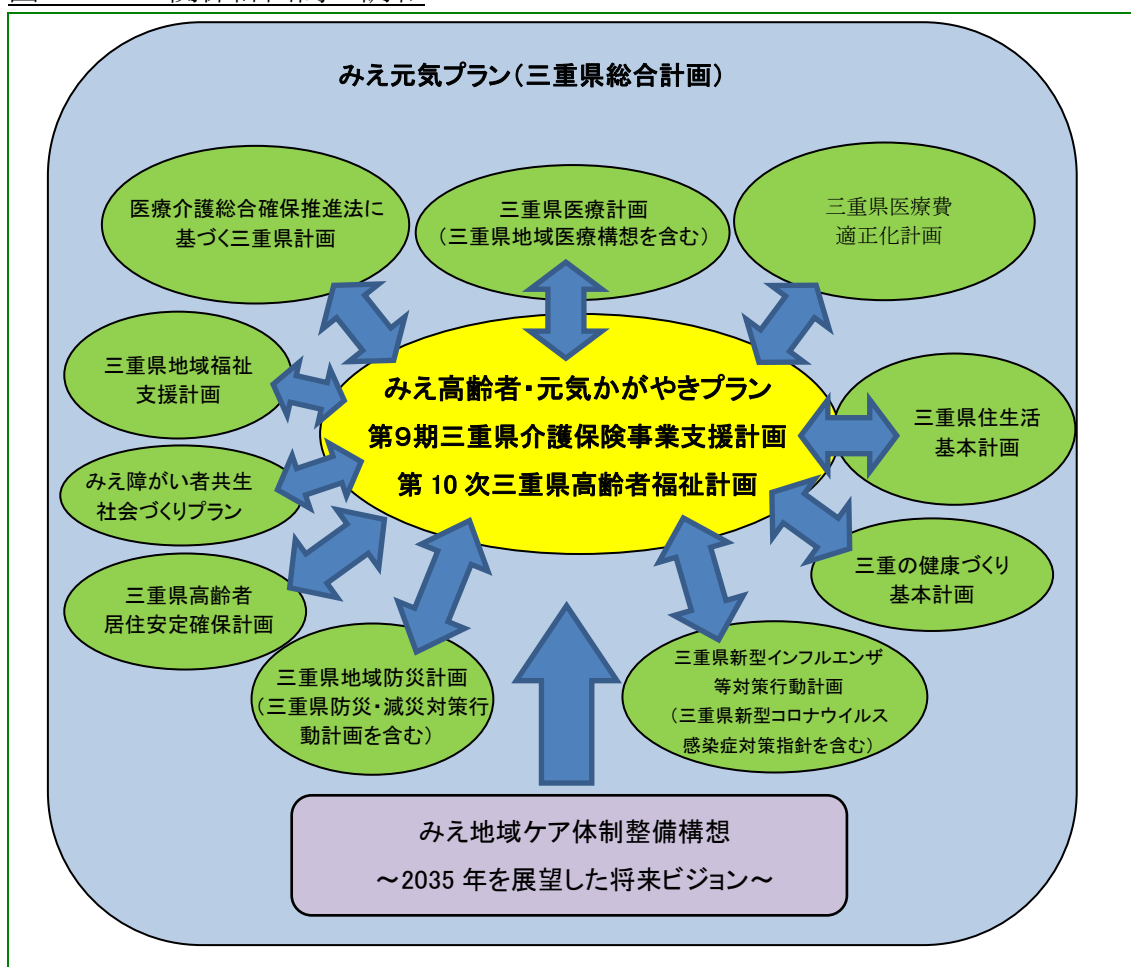 みえ元気プラン(三重県総合計画)
医療介護総合確保推進法に
基づく三重県計画
三重県医療計画
(三重県地域医療構想を含む)
三重県医療費
適正化計画
三重県地域福祉
支援計画
みえ高齢者・元気かがやきプラン
第9期三重県介護保険事業支援計画
第10次三重県高齢者福祉計画
三重県住生活
基本計画
みえ障がい者共生
社会づくりプラン
三重の健康づくり
基本計画
三重県高齢者
居住安定確保計画
三重県地域防災計画
(三重県防災・減災対策行
動計画を含む)
三重県新型インフルエンザ
等対策行動計画
(三重県新型コロナウイルス
感染症対策指針を含む)
みえ地域ケア体制整備構想
～2035年を展望した将来ビジョン～